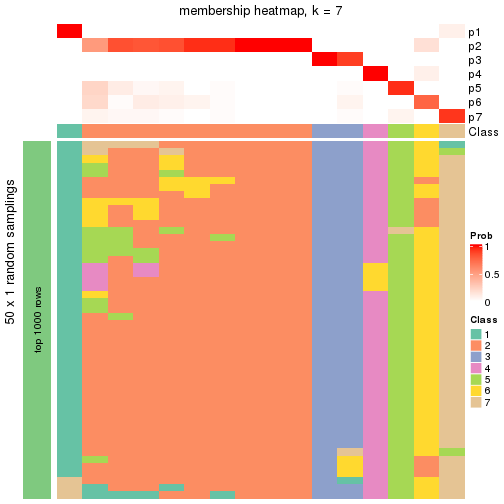 membership heatmap, k = 7
p1
p2
p3
p4
p5
p6
p7
Class
50 x 1 random samplings
top 1000 rows
Prob
1
0.5
0
Class
1
2
3
4
5
6
7